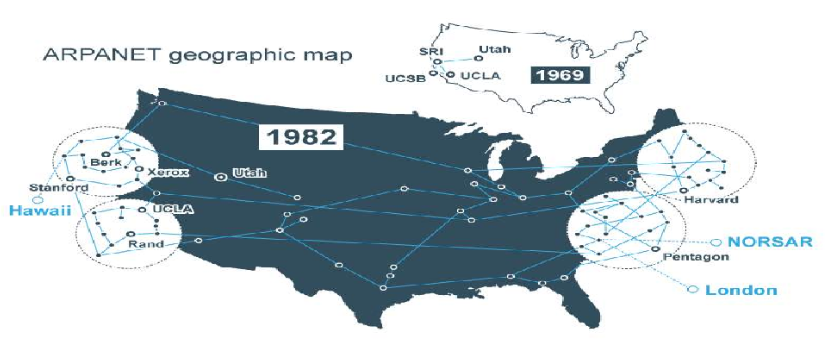 ARPANET geographic map
SRI
Utah
UCSB
UCLA
1969
1982
Berk
Xerox
Utah
Stanford
Hawaii
UCLA
Rand
Harvard
NORSAR
Pentagon
London